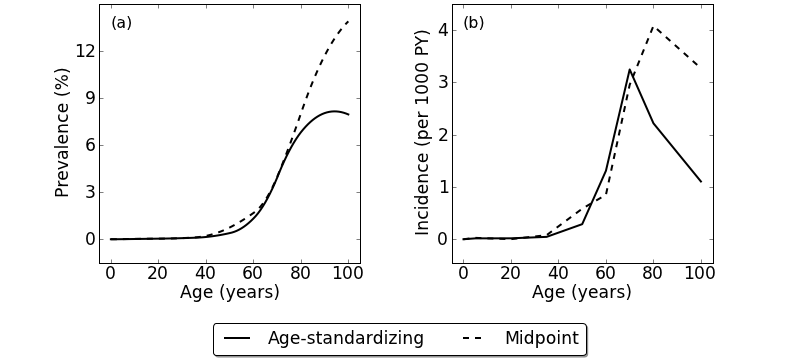 (a)
Prevalence (%)
12
9
6
3
0
0 20 40 60 80 100
Age (years)
(b)
Incidence (per 1000 PY)
4
3
2
1
0
0 20 40 60 80 100
Age (years)
Age-standardizing
Midpoint